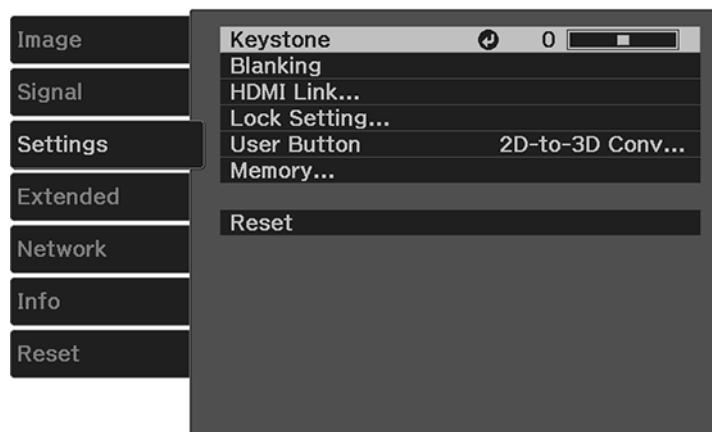 Image
Signal
Settings
Extended
Network
Info
Reset
Keystone 0
Blanking
HDMI Link...
Lock Setting...
User Button 2D-to-3D Conv...
Memory...
Reset